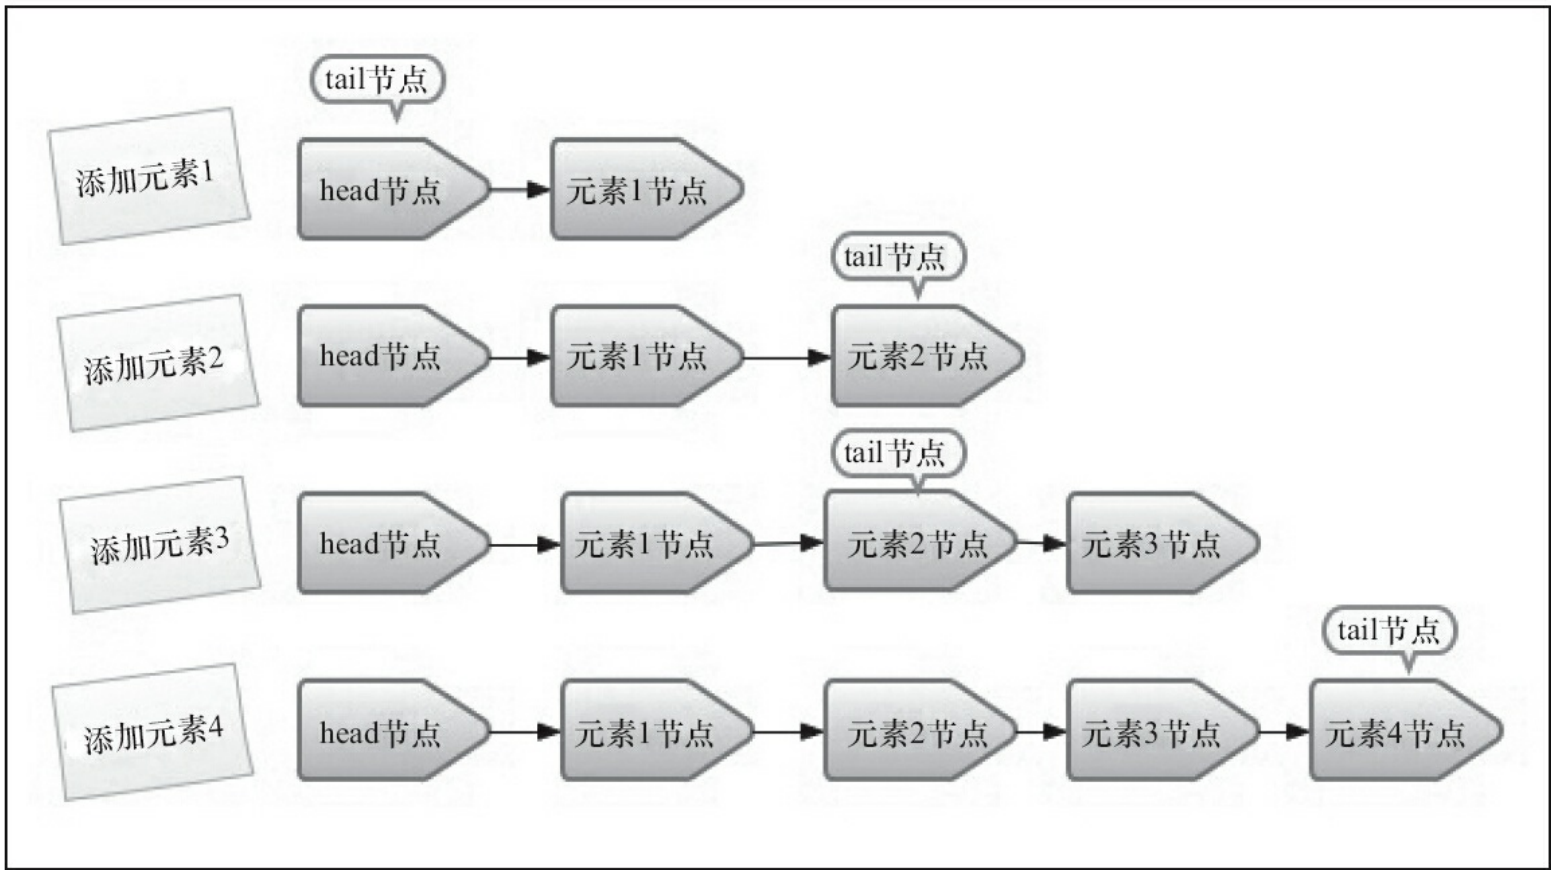 tail节点
添加元素1
head节点
元素1节点
tail节点
添加元素2
head节点
元素1节点
元素2节点
tail节点
添加元素3
head节点
元素1节点
元素2节点
元素3节点
tail节点
添加元素4
head节点
元素1节点
元素2节点
元素3节点
元素4节点